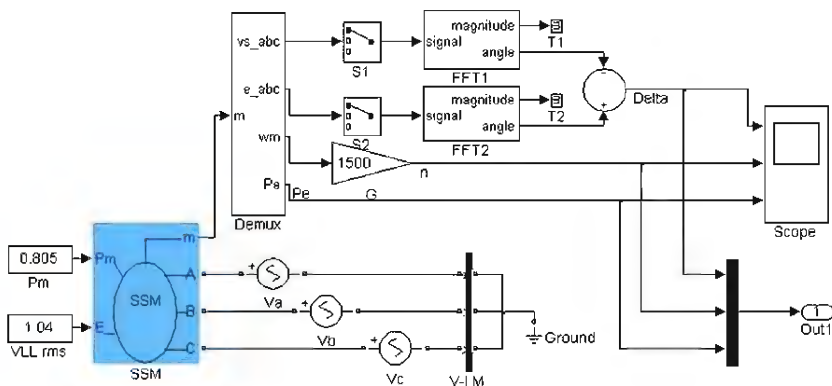 vs_abc
e_abc
m
wm
Pe
Demux
S1
S2
signal
magnitude
angle
FFT1
signal
magnitude
angle
FFT2
T1
T2
-
+
Delta
1500
G
n
Pe
Scope
0.805
Pm
1.04
VLL rms
Pm
E
m
A
B
C
SSM
SSM
+
Va
+
Vb
+
Vc
V-LM
Ground
1
Out1